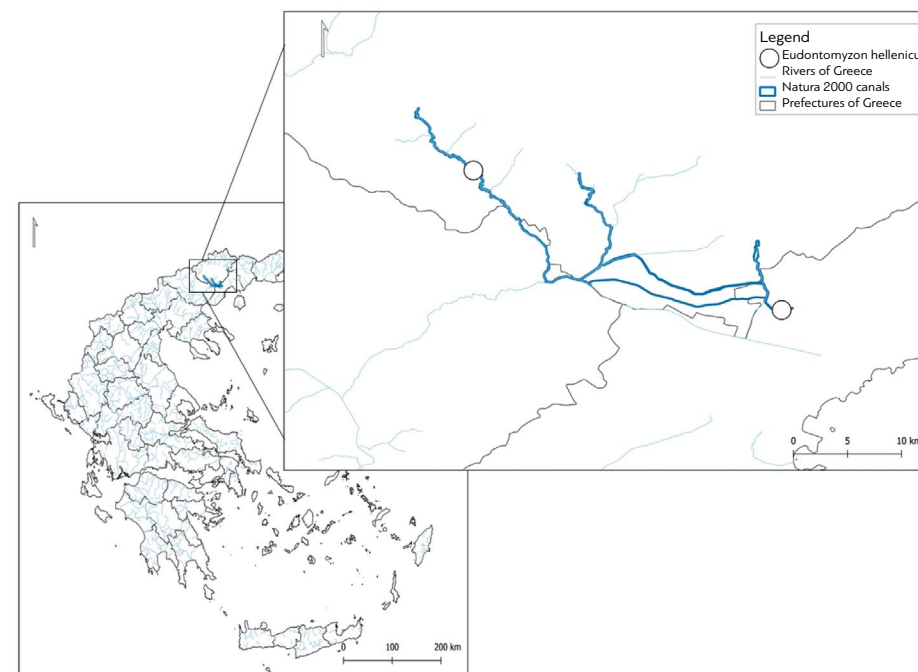 Legend
Eudontomyzon hellenicu
Rivers of Greece
Natura 2000 canals
Prefectures of Greece
0 5 10 km
0 100 200 km